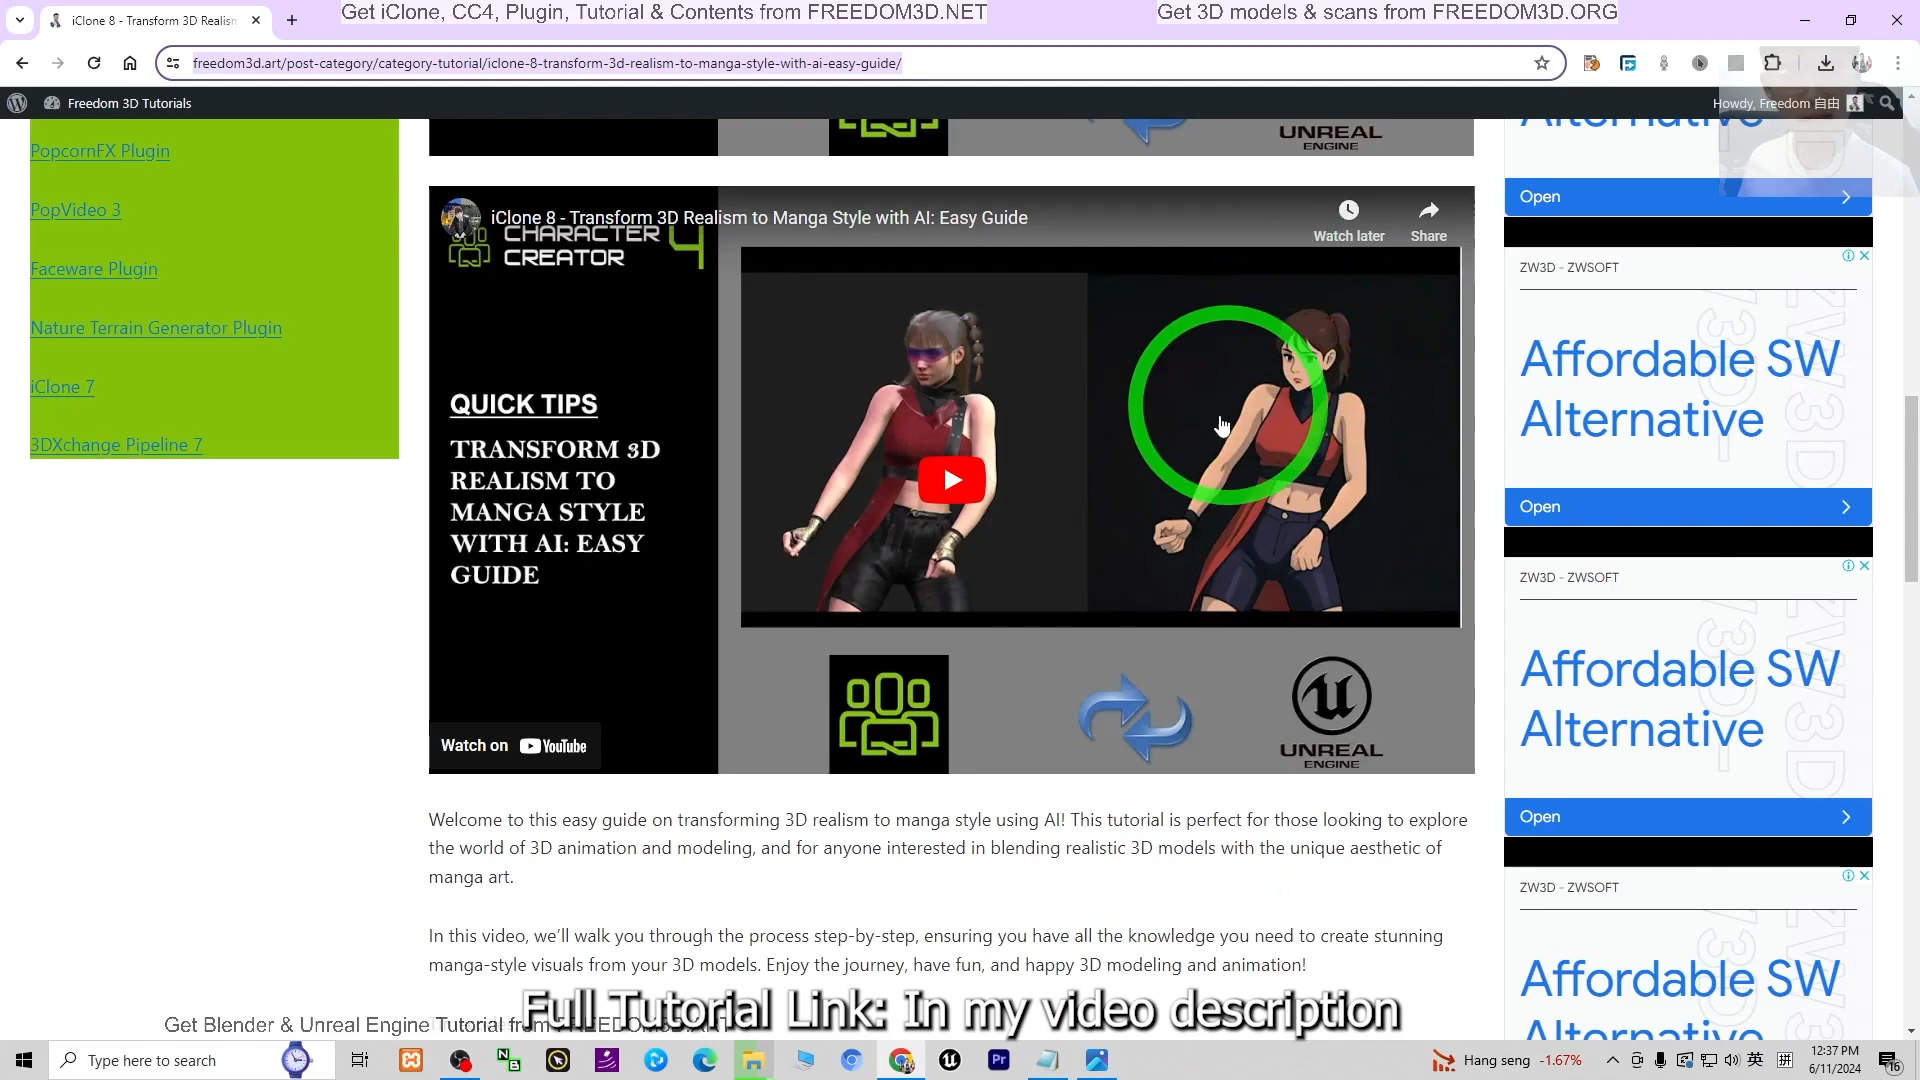 Get iClone, CC4, Plugin, Tutorial & Contents from FREEDOM3D.NET
Get 3D models & scans from FREEDOM3D.ORG
iClone 8 - Transform 3D Realism
freedom3d.art/post-category/category-tutorial/iclone-8-transform-3d-realism-to-manga-style-with-ai-easy-guide/
Freedom 3D Tutorials
Howdy, Freedom 自由
PopcornFX Plugin
PopVideo 3
Faceware Plugin
Nature Terrain Generator Plugin
iClone 7
3DXchange Pipeline 7
UNREAL
ENGINE
iClone 8 - Transform 3D Realism to Manga Style with AI: Easy Guide
Watch later
Share
CHARACTER
CREATOR 4
QUICK TIPS
TRANSFORM 3D
REALISM TO
MANGA STYLE
WITH AI: EASY
GUIDE
Watch on YouTube
UNREAL
ENGINE
Welcome to this easy guide on transforming 3D realism to manga style using AI! This tutorial is perfect for those looking to explore
the world of 3D animation and modeling, and for anyone interested in blending realistic 3D models with the unique aesthetic of
manga art.
In this video, we'll walk you through the process step-by-step, ensuring you have all the knowledge you need to create stunning
manga-style visuals from your 3D models. Enjoy the journey, have fun, and happy 3D modeling and animation!
Alternative
Open
ZW3D - ZWSOFT
Affordable SW
Alternative
Open
ZW3D - ZWSOFT
Affordable SW
Alternative
Open
ZW3D - ZWSOFT
Affordable SW
Alternative
Full Tutorial Link: In my video description
Get Blender & Unreal Engine Tutorial from FREEDOM3D.ART
Type here to search
Hang seng -1.67%
英
拼
12:37 PM
6/11/2024
16